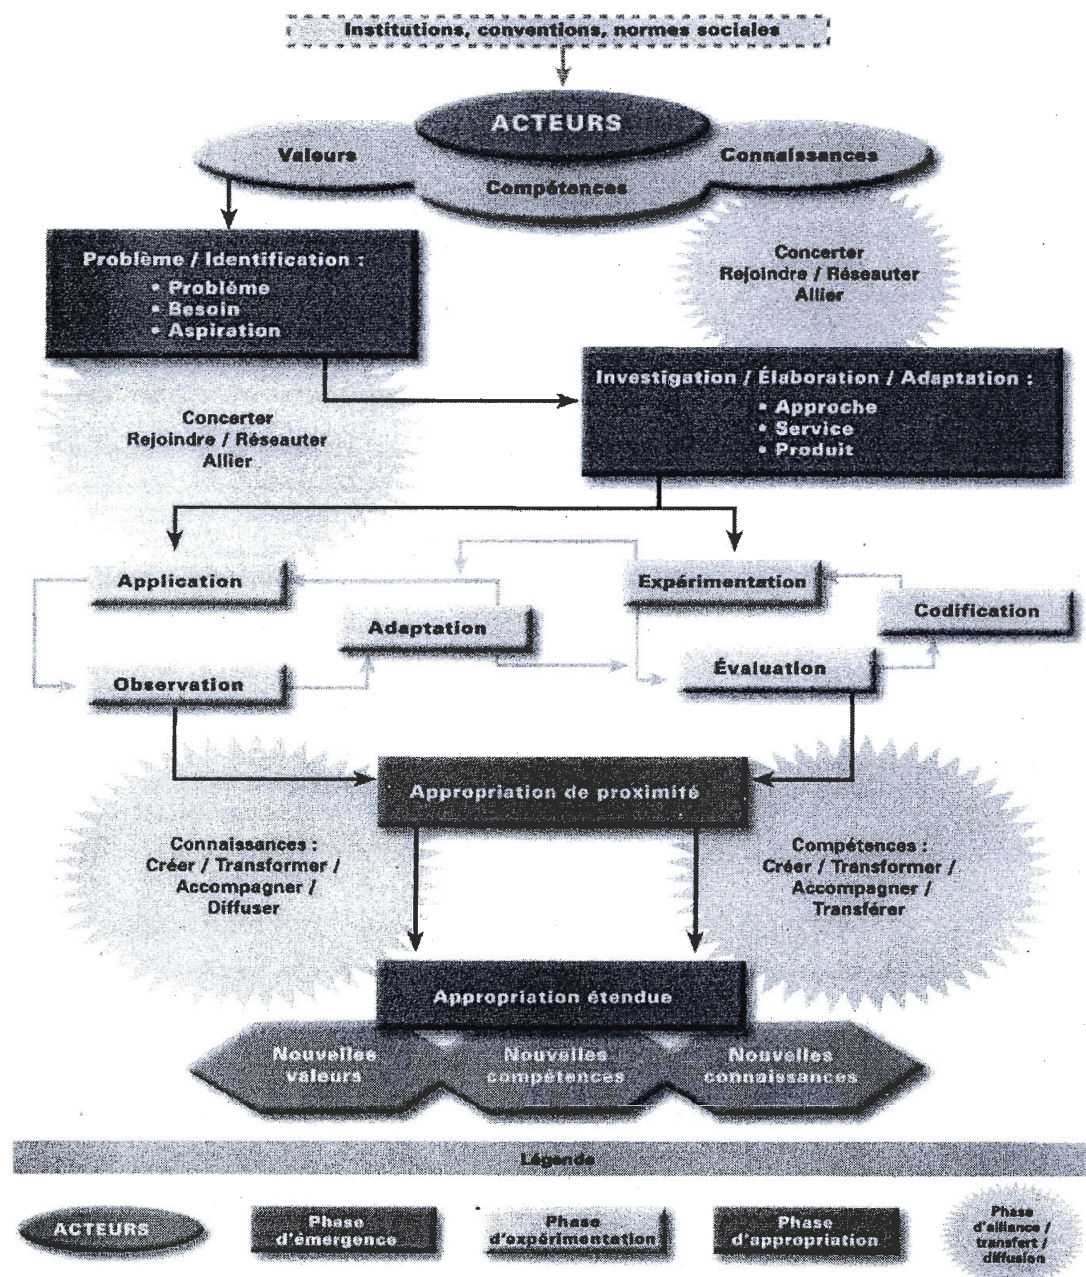 Institutions, conventions, normes sociales
ACTEURS
Valeurs
Connaissances
Compétences
Concerter
Rejoindre / Réseauter
Allier
Problème / Identification :
• Problème
• Besoin
• Aspiration
Investigation / Élaboration / Adaptation :
• Approche
• Service
• Produit
Concerter
Rejoindre / Réseauter
Allier
Application
Expérimentation
Codification
Adaptation
Évaluation
Observation
Appropriation de proximité
Connaissances :
Créer / Transformer /
Accompagner /
Diffuser
Compétences :
Créer / Transformer /
Accompagner /
Transférer
Appropriation étendue
Nouvelles
valeurs
Nouvelles
compétences
Nouvelles
connaissances
Légende
ACTEURS
Phase
d'émergence
Phase
d'expérimentation
Phase
d'appropriation
Phase
d'alliance /
transfert /
diffusion